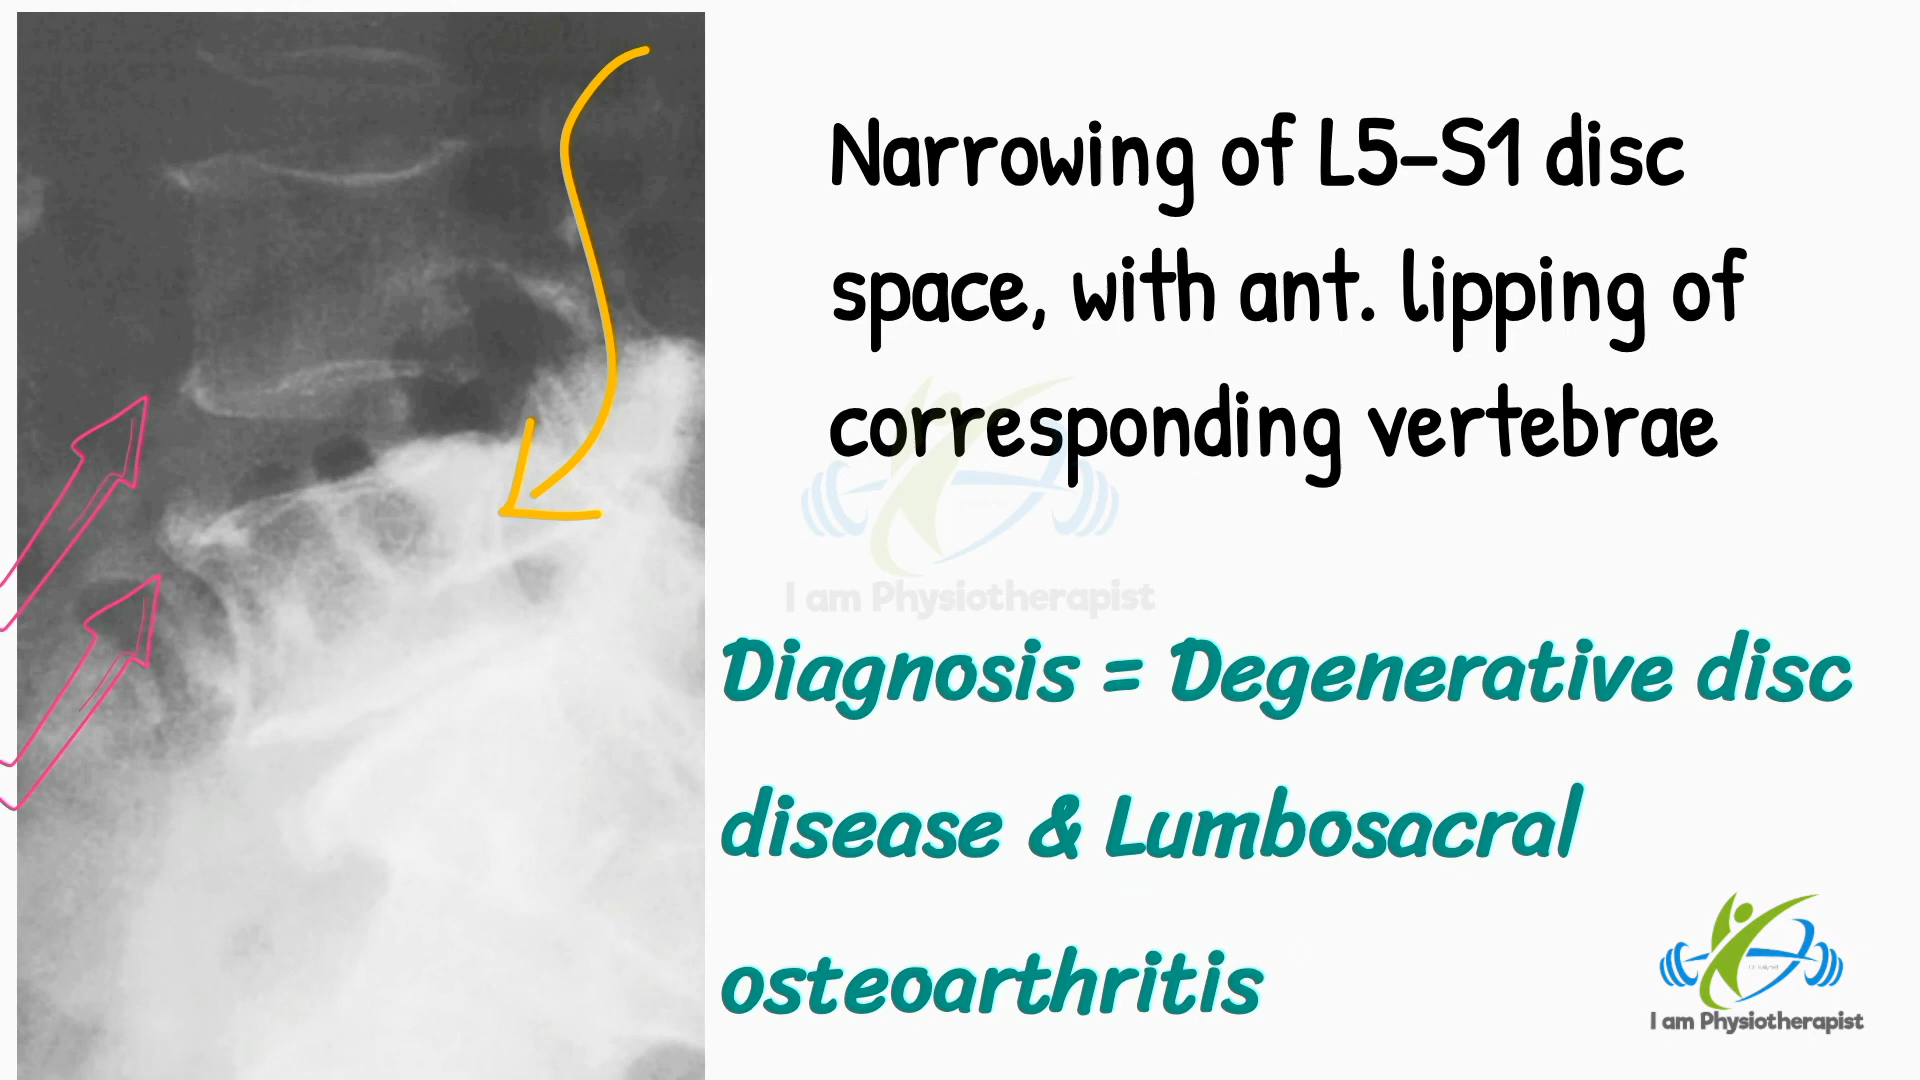 Narrowing of L5-S1 disc
space, with ant. lipping of
corresponding vertebrae
I am Physiotherapist
Diagnosis = Degenerative disc
disease & Lumbosacral
osteoarthritis
I am Physiotherapist